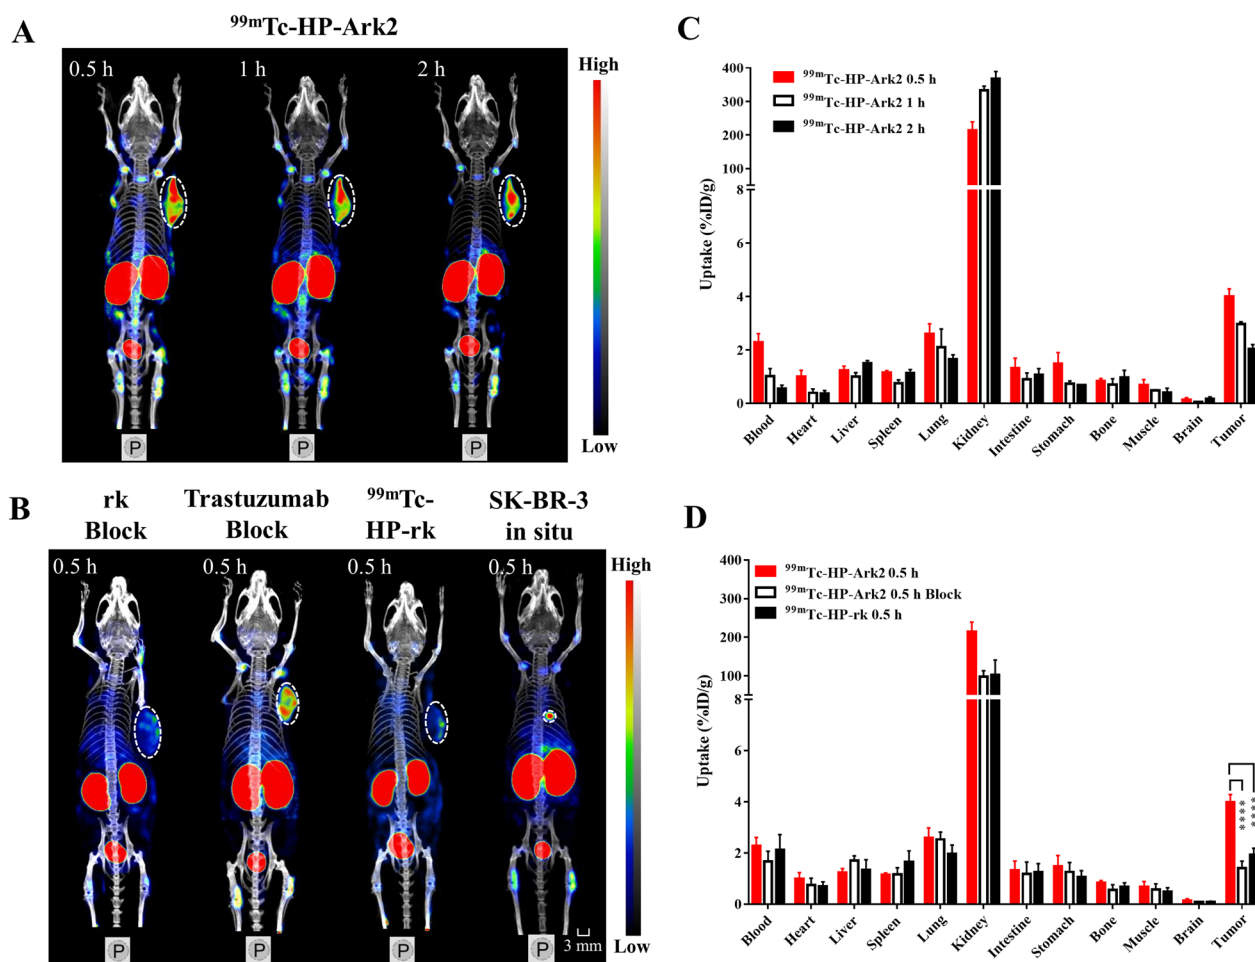 A
99mTc-HP-Ark2
0.5 h
1 h
2 h
High
Low
P
P
P
B
rk
Block
Trastuzumab
Block
99mTc-
HP-rk
SK-BR-3
in situ
0.5 h
0.5 h
0.5 h
0.5 h
High
Low
3 mm
P
P
P
P
C
99mTc-HP-Ark2 0.5 h
99mTc-HP-Ark2 1 h
99mTc-HP-Ark2 2 h
Uptake (%ID/g)
400
300
200
100
8
6
4
2
0
Blood
Heart
Liver
Spleen
Lung
Kidney
Intestine
Stomach
Bone
Muscle
Brain
Tumor
D
99mTc-HP-Ark2 0.5 h
99mTc-HP-Ark2 0.5 h Block
99mTc-HP-rk 0.5 h
Uptake (%ID/g)
400
300
200
100
8
6
4
2
0
****
****
Blood
Heart
Liver
Spleen
Lung
Kidney
Intestine
Stomach
Bone
Muscle
Brain
Tumor